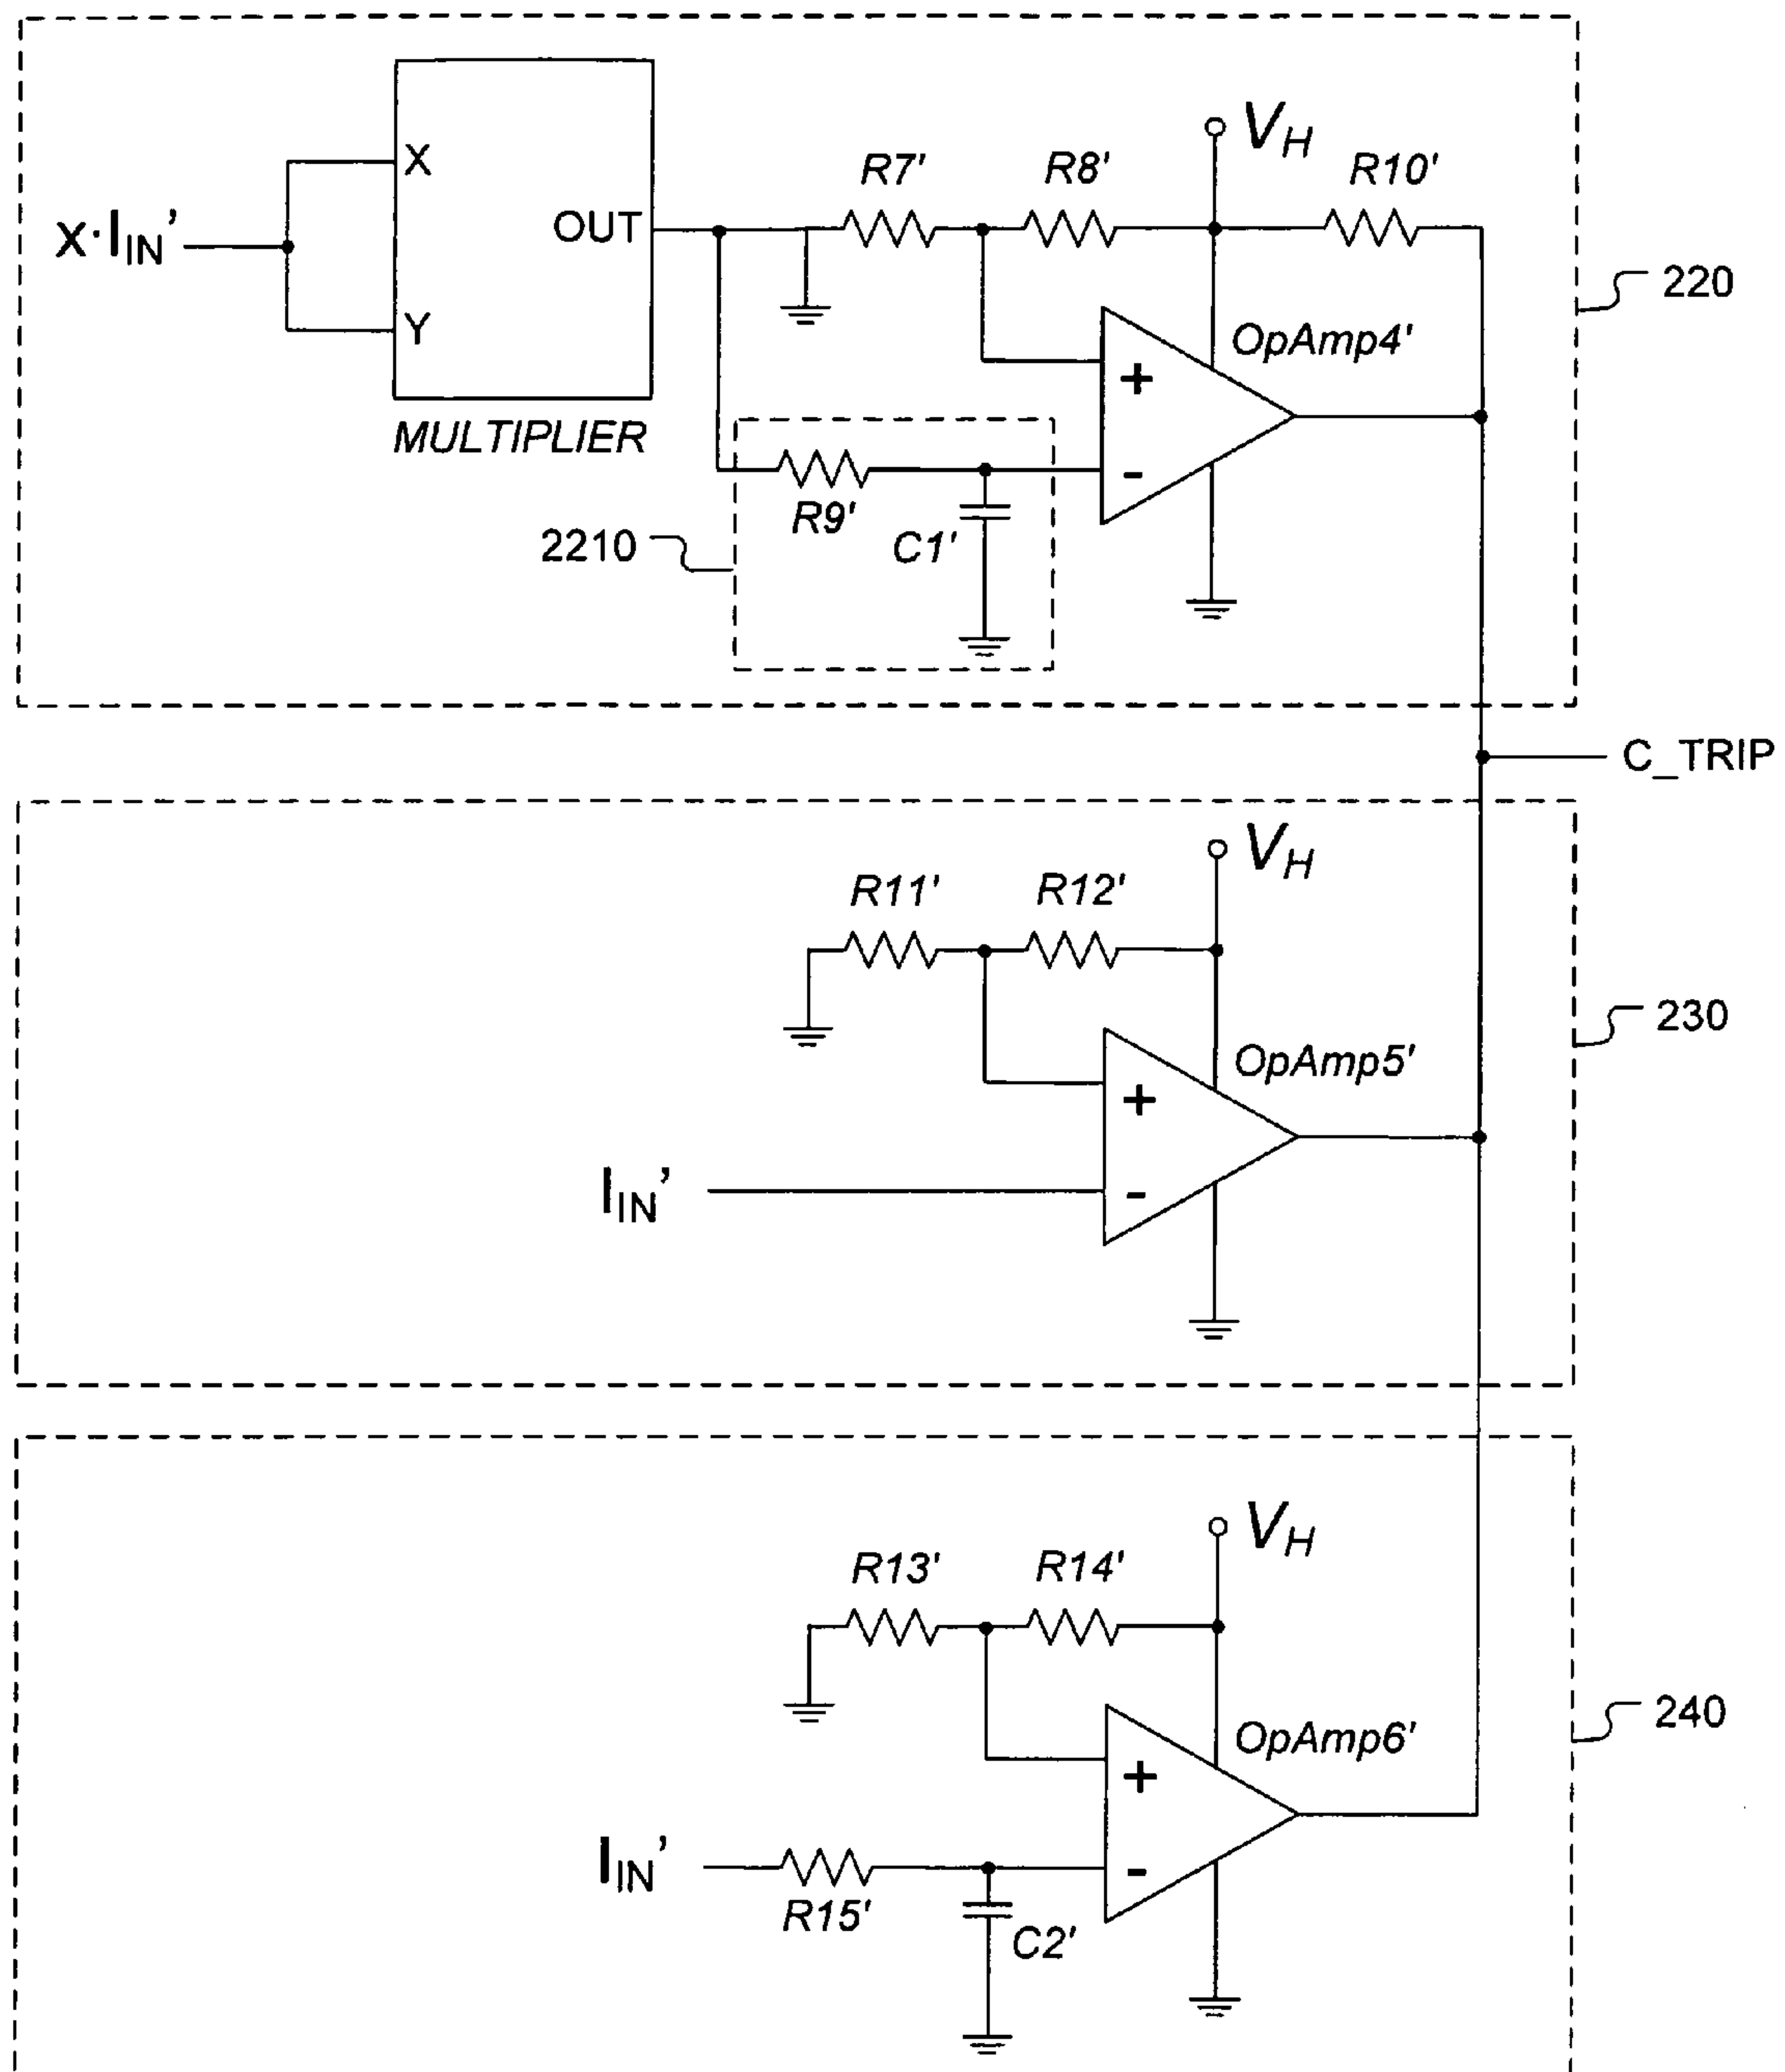 V_H
R7'
R8'
R10'
X
x·I_IN'
OUT
220
Y
OpAmp4'
+
MULTIPLIER
-
R9'
2210
C1'
C_TRIP
V_H
R11'
R12'
230
OpAmp5'
+
I_IN'
-
V_H
R13'
R14'
240
OpAmp6'
+
I_IN'
-
R15'
C2'